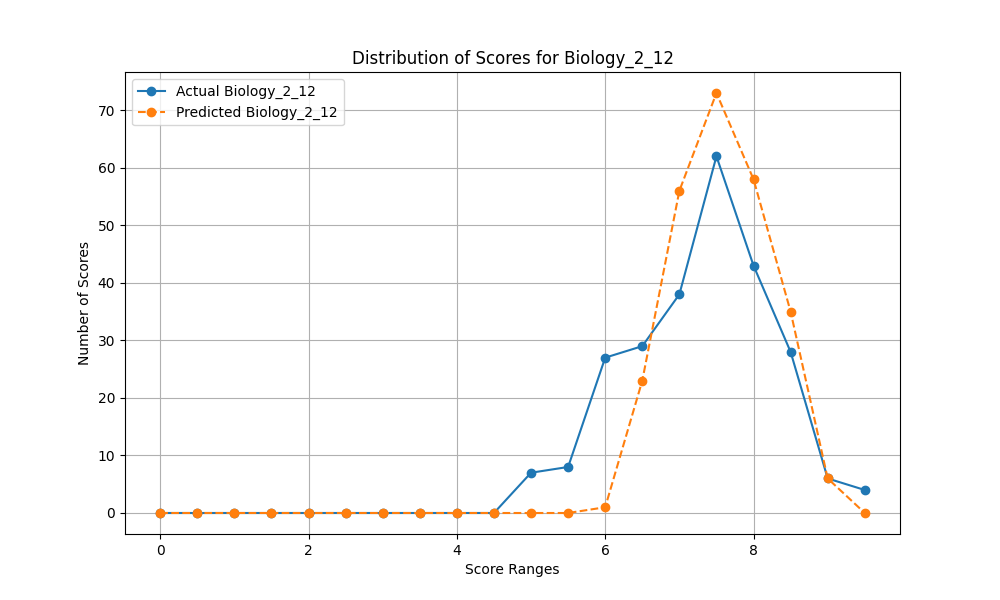 Distribution of Scores for Biology_2_12
Actual Biology_2_12
Predicted Biology_2_12
Number of Scores
70
60
50
40
30
20
10
0
0 2 4 6 8
Score Ranges